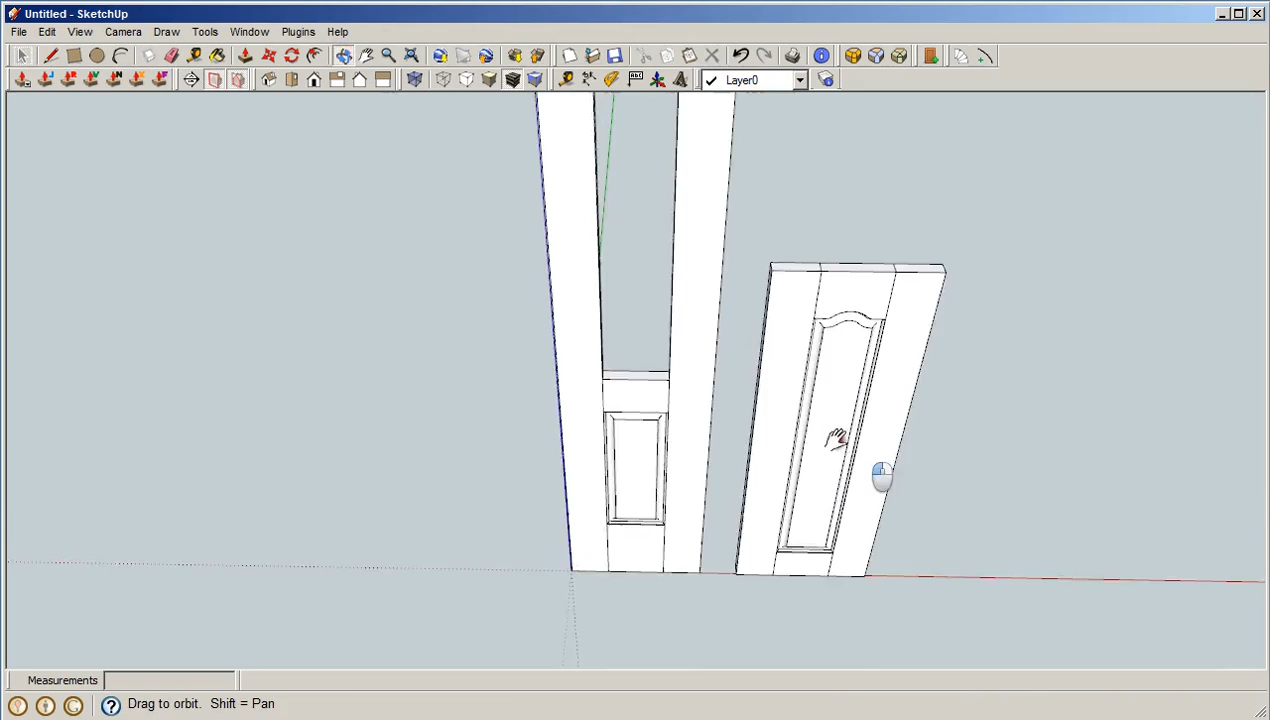 Untitled - SketchUp
File Edit View Camera Draw Tools Window Plugins Help
Layer0
Measurements
Drag to orbit. Shift = Pan